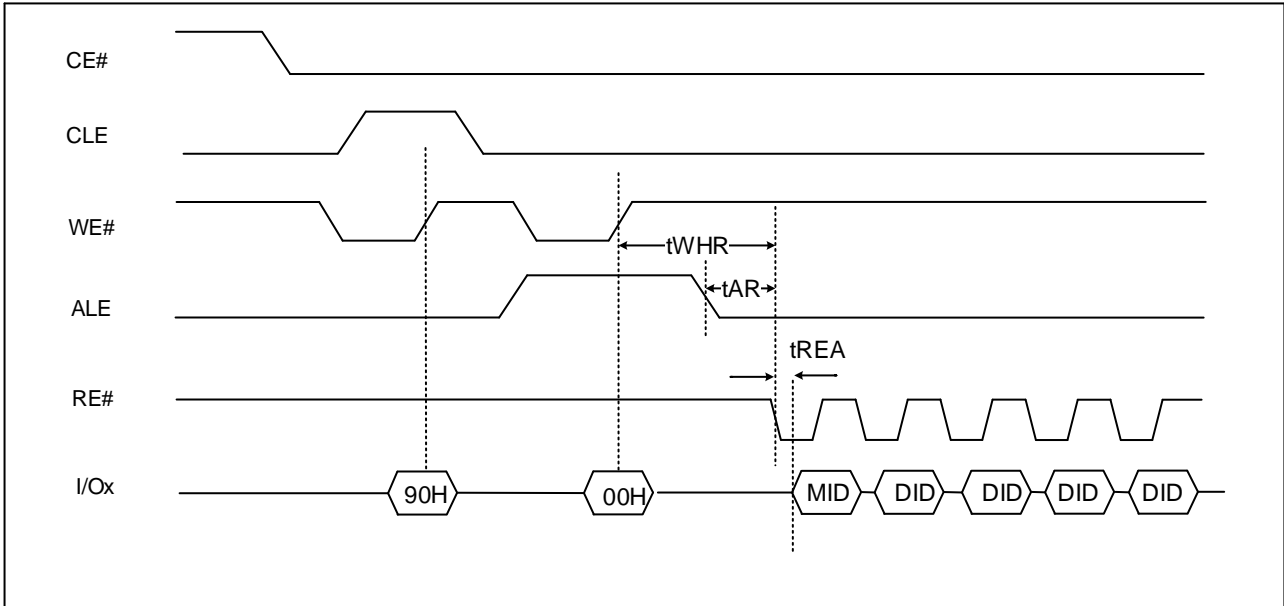 CE#
CLE
WE#
tWHR
ALE
tAR
tREA
RE#
I/Ox
90H
00H
MID
DID
DID
DID
DID